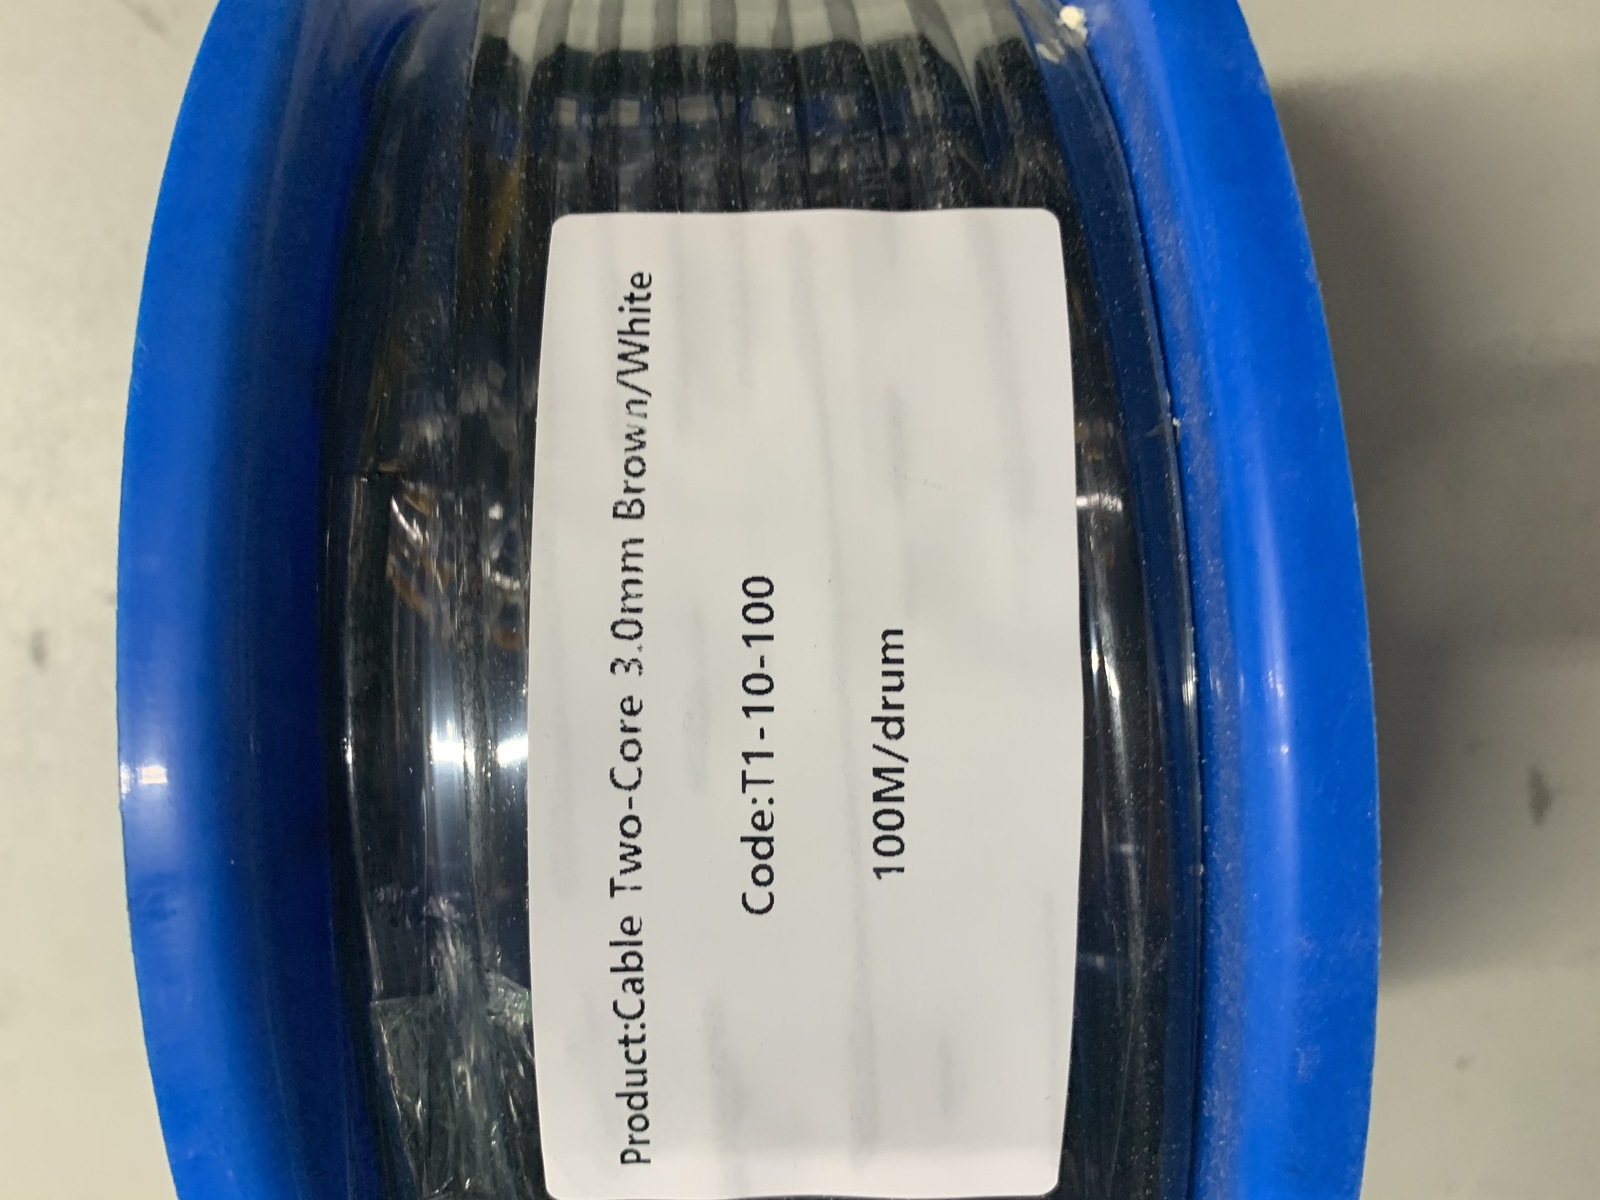 Product:Cable Two-Core 3.0mm Brown/White
Code:T1-10-100
100M/drum